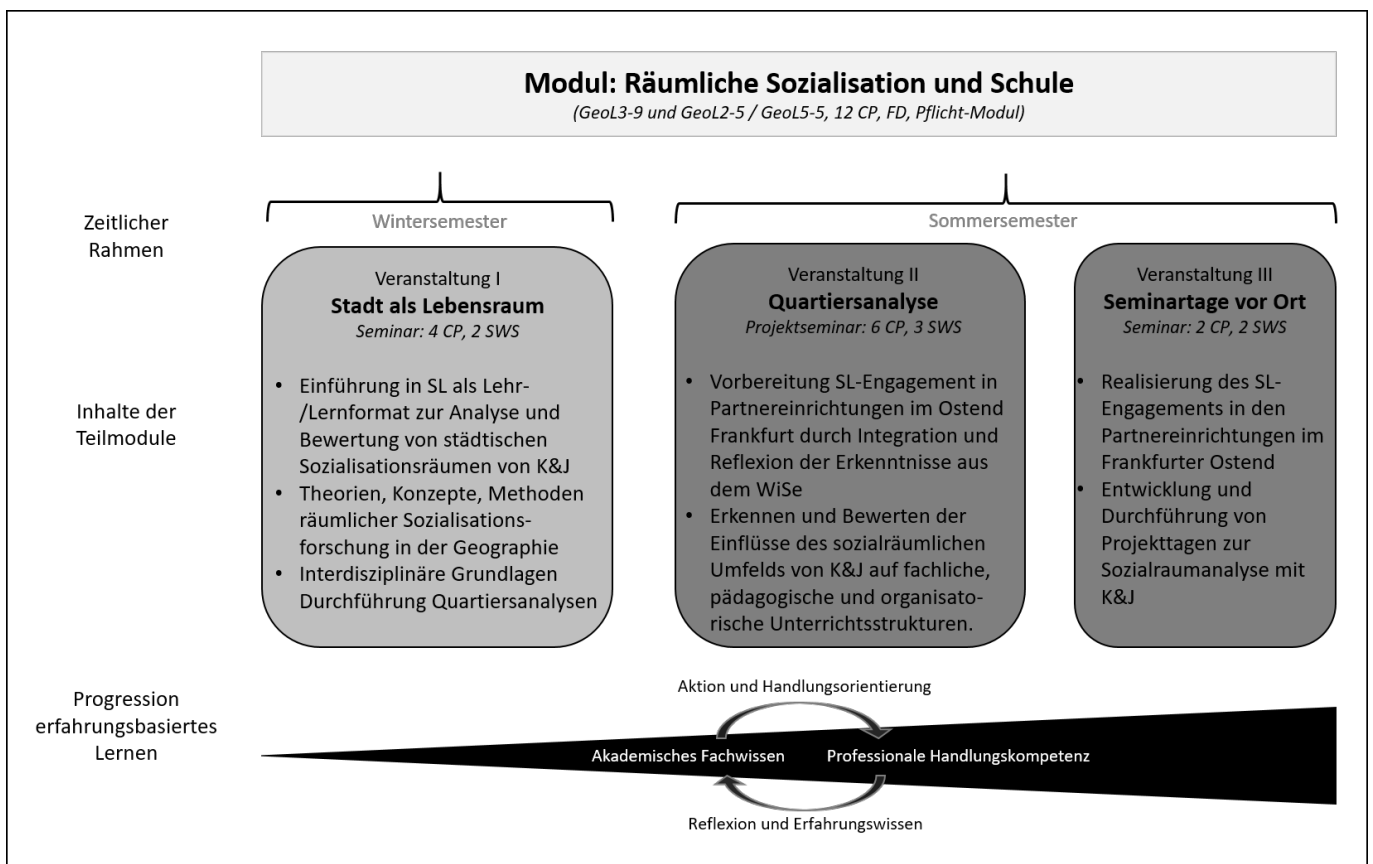 Modul: Räumliche Sozialisation und Schule
(GeoL3-9 und GeoL2-5 / GeoL5-5, 12 CP, FD, Pflicht-Modul)
Zeitlicher
Rahmen
Wintersemester
Sommersemester
Inhalte der
Teilmodule
Veranstaltung I
Stadt als Lebensraum
Seminar: 4 CP, 2 SWS
• Einführung in SL als Lehr-
/Lernformat zur Analyse und
Bewertung von städtischen
Sozialisationsräumen von K&J
• Theorien, Konzepte, Methoden
räumlicher Sozialisations-
forschung in der Geographie
• Interdisziplinäre Grundlagen
Durchführung Quartiersanalysen
Veranstaltung II
Quartiersanalyse
Projektseminar: 6 CP, 3 SWS
• Vorbereitung SL-Engagement in
Partnereinrichtungen im Ostend
Frankfurt durch Integration und
Reflexion der Erkenntnisse aus
dem WiSe
• Erkennen und Bewerten der
Einflüsse des sozialräumlichen
Umfelds von K&J auf fachliche,
pädagogische und organisato-
rische Unterrichtsstrukturen.
Veranstaltung III
Seminartage vor Ort
Seminar: 2 CP, 2 SWS
• Realisierung des SL-
Engagements in den
Partnereinrichtungen im
Frankfurter Ostend
• Entwicklung und
Durchführung von
Projekttagen zur
Sozialraumanalyse mit
K&J
Progression
erfahrungsbasiertes
Lernen
Aktion und Handlungsorientierung
Akademisches Fachwissen
Professionale Handlungskompetenz
Reflexion und Erfahrungswissen